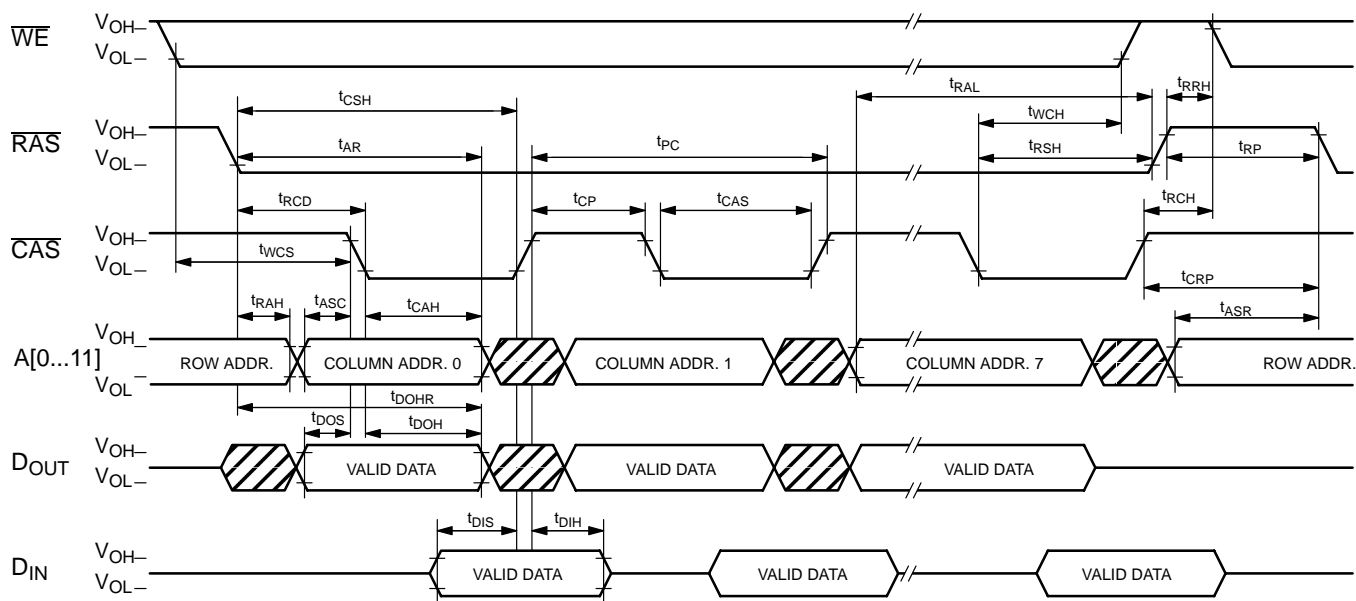 WE
VOH
VOL
tCSH
tRAL
tRRH
tWCH
RAS
VOH
VOL
tAR
tPC
tRSH
tRP
tRCD
tCP
tCAS
tRCH
CAS
VOH
VOL
tWCS
tCRP
tRAH
tASC
tCAH
tASR
A[0...11]
VOH
VOL
ROW ADDR.
COLUMN ADDR. 0
COLUMN ADDR. 1
COLUMN ADDR. 7
ROW ADDR.
tDOHR
tDOS
tDOH
DOUT
VOH
VOL
VALID DATA
VALID DATA
VALID DATA
tDIS
tDIH
DIN
VOH
VOL
VALID DATA
VALID DATA
VALID DATA